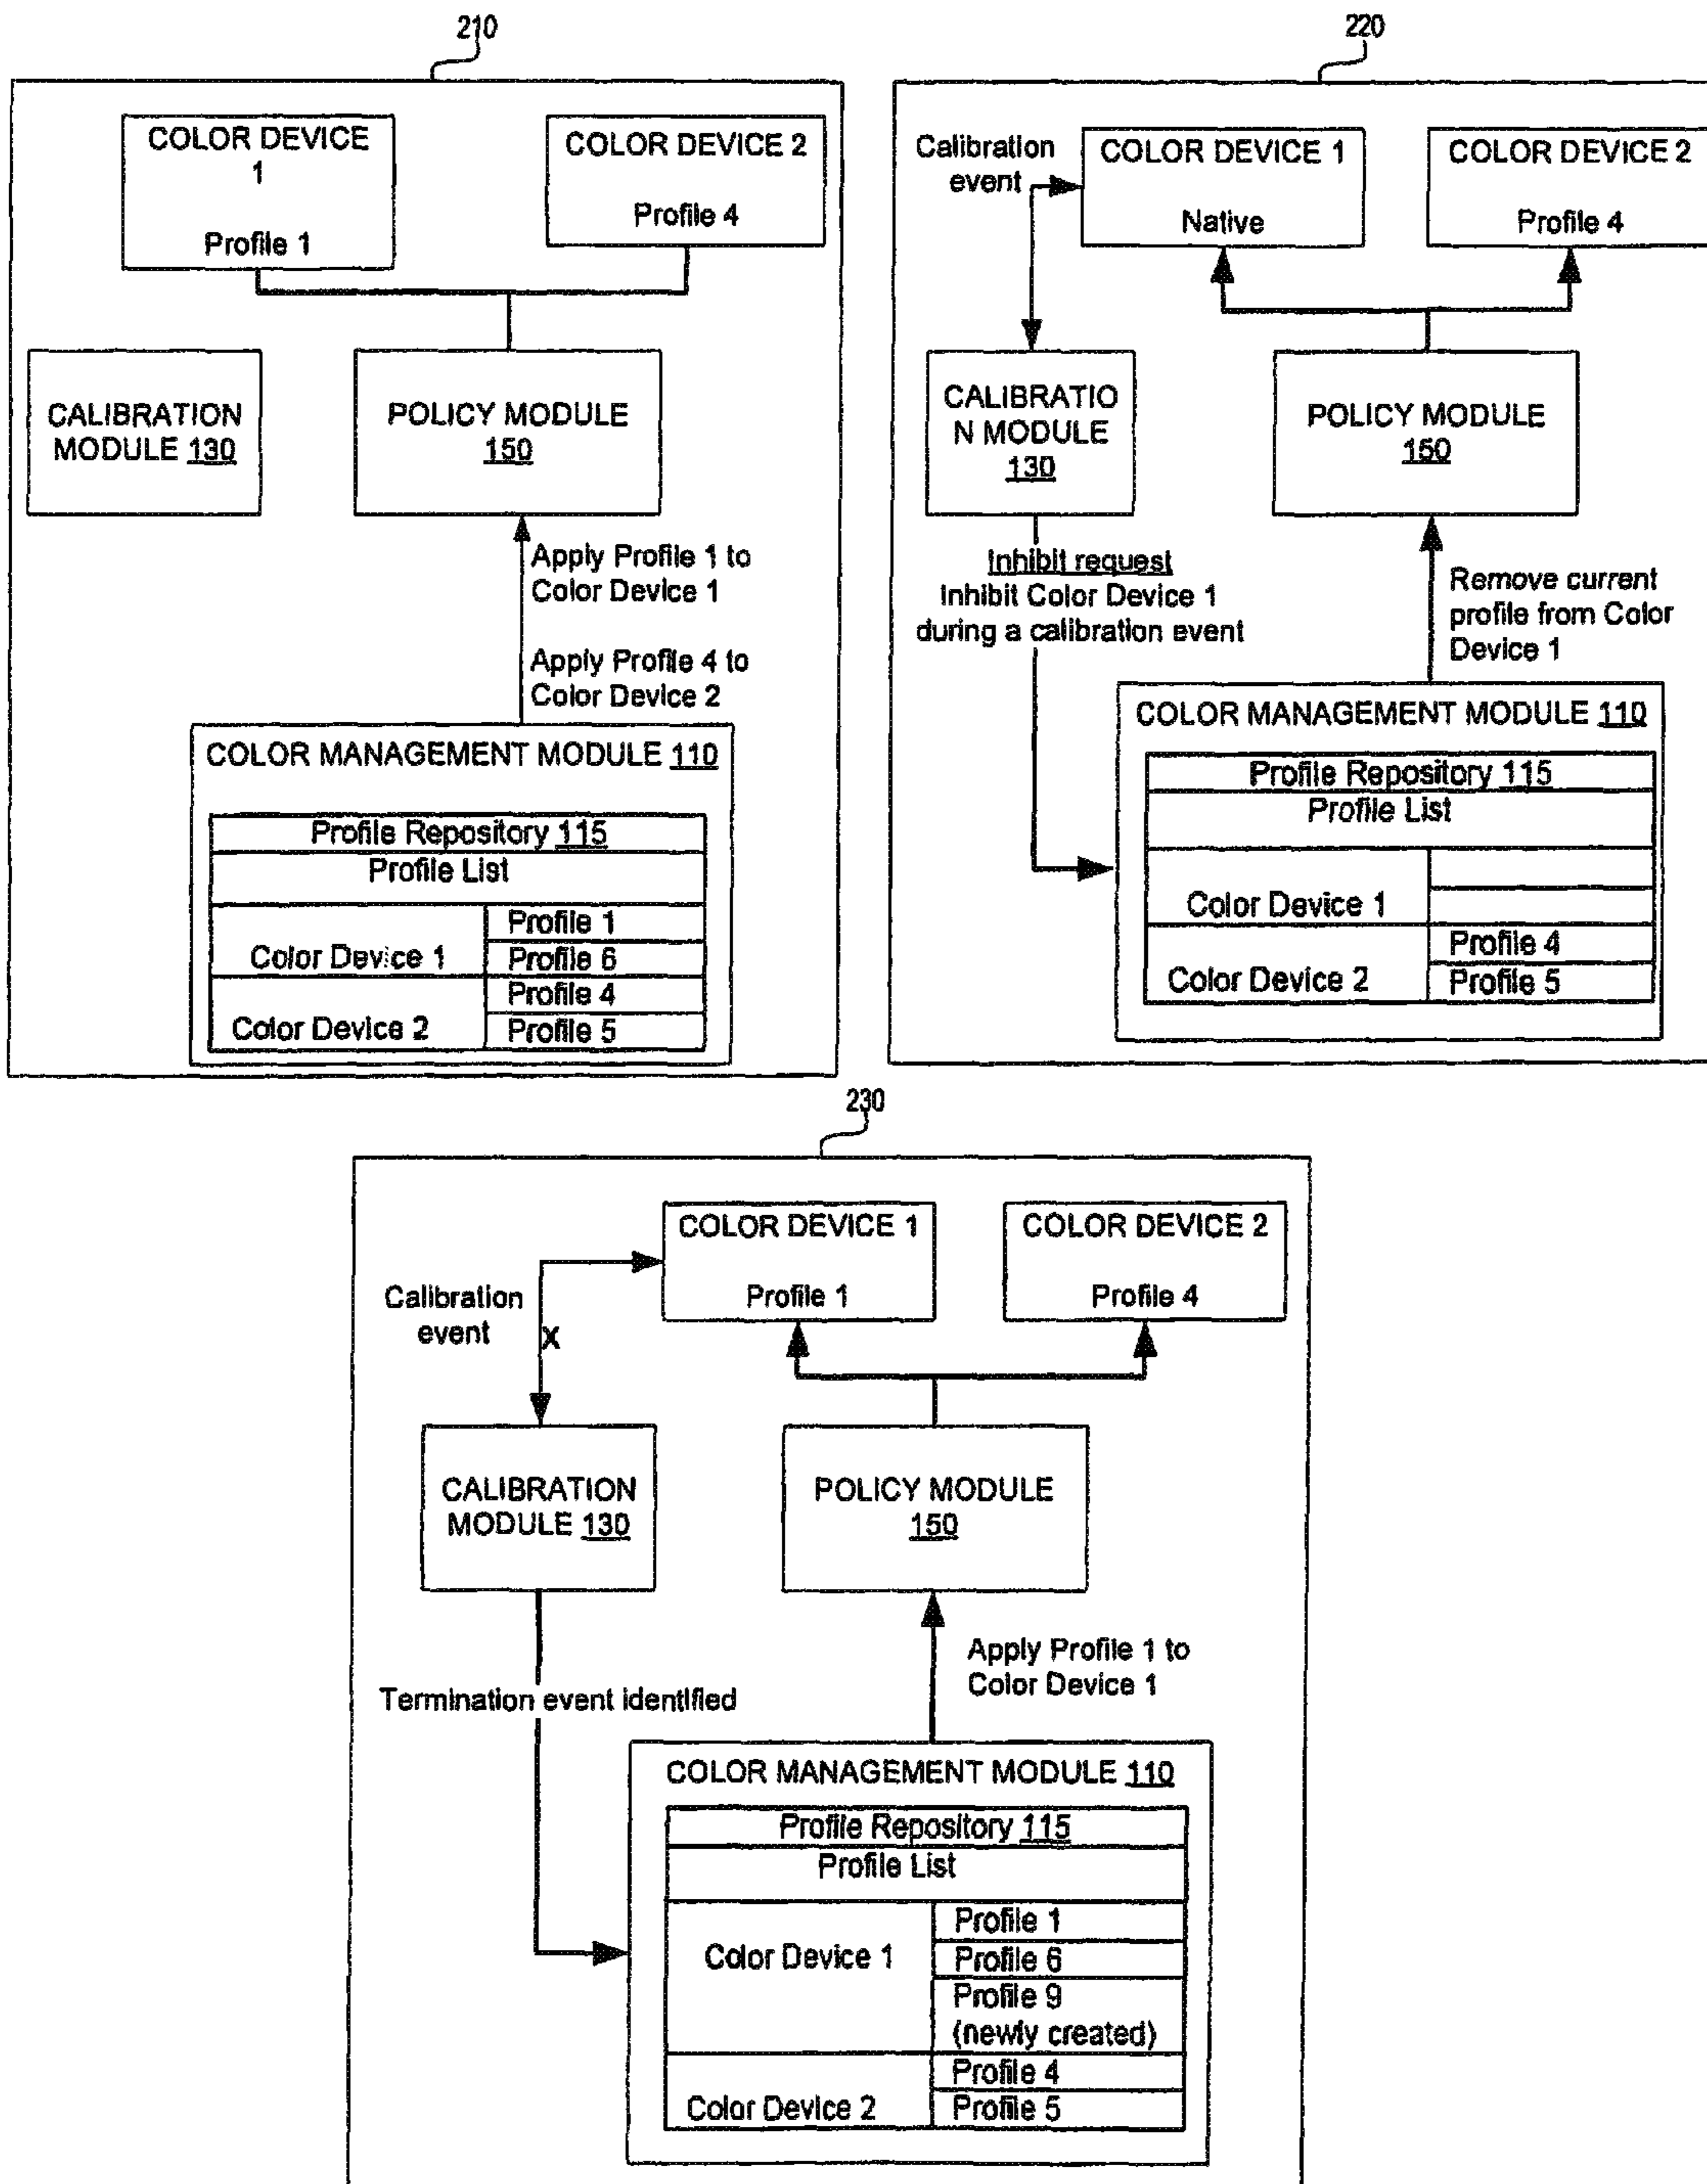 210
COLOR DEVICE
1
Profile 1
COLOR DEVICE 2
Profile 4
CALIBRATION
MODULE 130
POLICY MODULE
150
Apply Profile 1 to
Color Device 1
Apply Profile 4 to
Color Device 2
COLOR MANAGEMENT MODULE 110
Profile Repository 115
Profile List
Color Device 1
Profile 1
Profile 6
Color Device 2
Profile 4
Profile 5
220
Calibration
event
COLOR DEVICE 1
Native
COLOR DEVICE 2
Profile 4
CALIBRATIO
N MODULE
130
POLICY MODULE
150
Inhibit request
Inhibit Color Device 1
during a calibration event
Remove current
profile from Color
Device 1
COLOR MANAGEMENT MODULE 110
Profile Repository 115
Profile List
Color Device 1
Color Device 2
Profile 4
Profile 5
230
COLOR DEVICE 1
Profile 1
COLOR DEVICE 2
Profile 4
Calibration
event
X
CALIBRATION
MODULE 130
POLICY MODULE
150
Apply Profile 1 to
Color Device 1
Termination event identified
COLOR MANAGEMENT MODULE 110
Profile Repository 115
Profile List
Color Device 1
Profile 1
Profile 6
Profile 9
(newly created)
Color Device 2
Profile 4
Profile 5